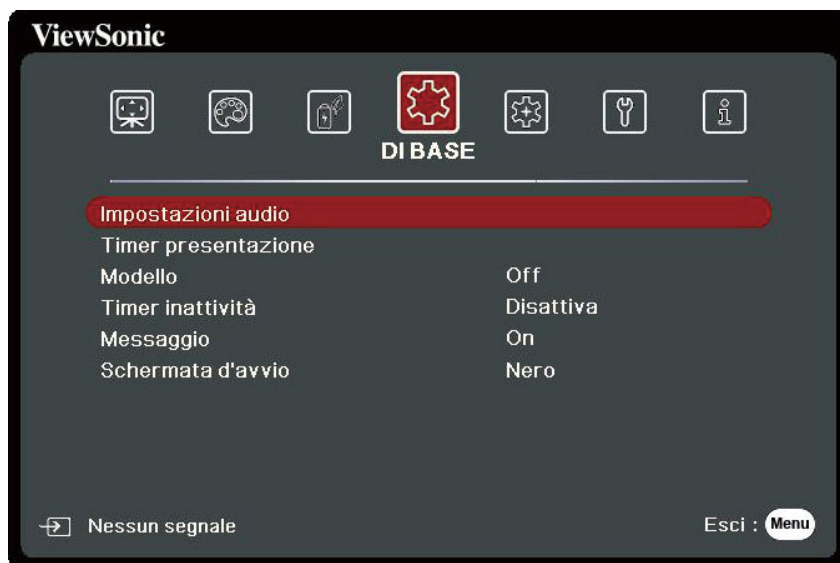 ViewSonic
DI BASE
Impostazioni audio
Timer presentazione
Modello Off
Timer inattività Disattiva
Messaggio On
Schermata d'avvio Nero
Nessun segnale Esci : Menu